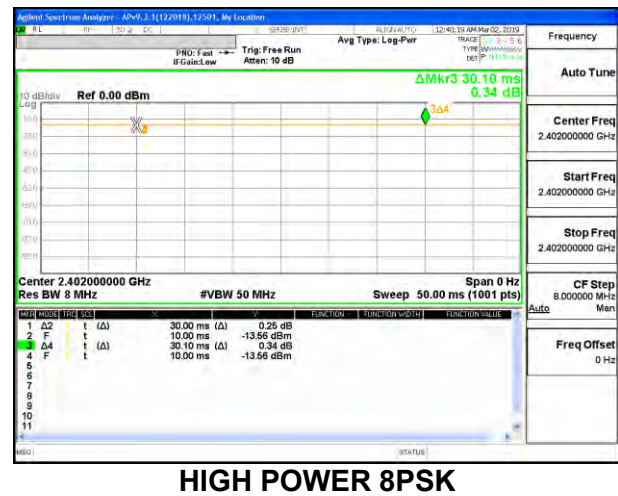 Agilent Spectrum Analyzer - APv9.3.1(122018),12501, My Location
RL RF 50 Ω DC SENSE:INT ALIGN AUTO 12:40:19 AM Mar 02, 2019
Avg Type: Log-Pwr
TRACE
TYPE
DET
PNO: Fast
IFGain:Low
Trig: Free Run
Atten: 10 dB
ΔMkr3 30.10 ms
0.34 dB
10 dB/div Ref 0.00 dBm
Log
3Δ4
Center 2.402000000 GHz Span 0 Hz
Res BW 8 MHz #VBW 50 MHz Sweep 50.00 ms (1001 pts)
MKR MODE TRC SCL X Y FUNCTION FUNCTION WIDTH FUNCTION VALUE
1 Δ2 t (Δ) 30.00 ms (Δ) 0.25 dB
2 F t 10.00 ms -13.56 dBm
3 Δ4 t (Δ) 30.10 ms (Δ) 0.34 dB
4 F t 10.00 ms -13.56 dBm
5
6
7
8
9
10
11
MSG STATUS
Frequency
Auto Tune
Center Freq
2.402000000 GHz
Start Freq
2.402000000 GHz
Stop Freq
2.402000000 GHz
CF Step
8.000000 MHz
Auto Man
Freq Offset
0 Hz
HIGH POWER 8PSK